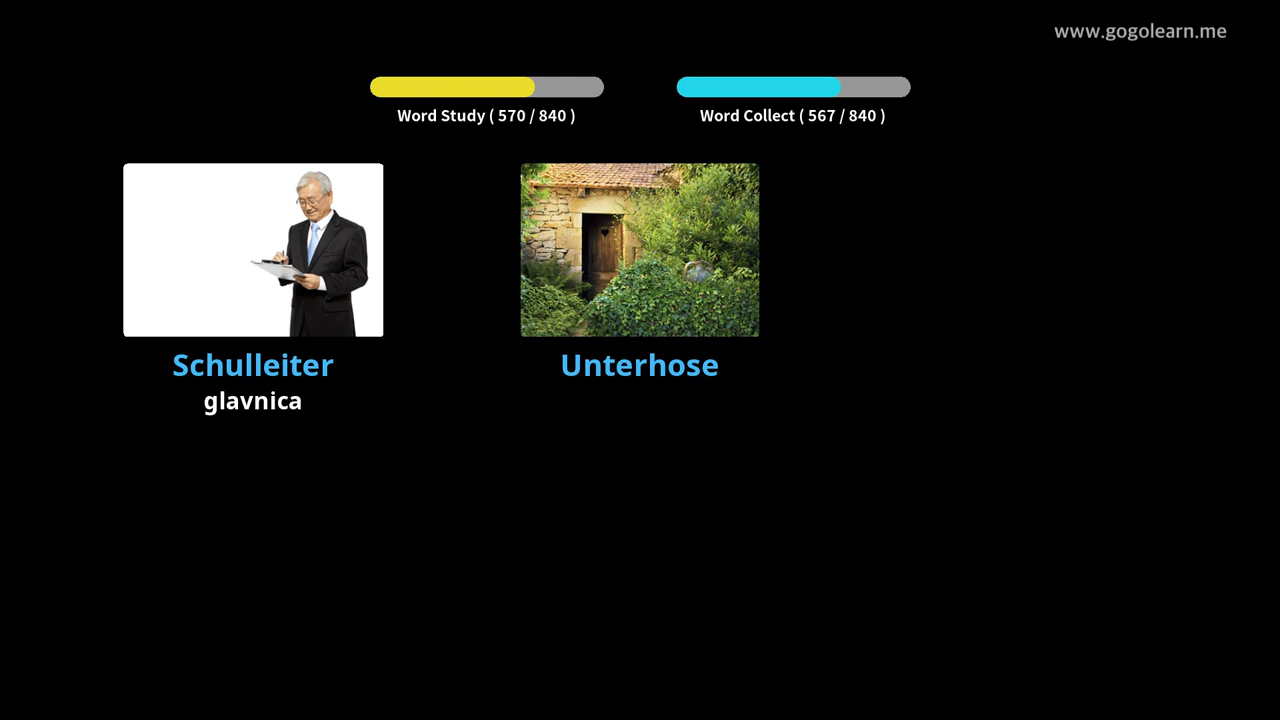 www.gogolearn.me
Word Study ( 570 / 840 )
Word Collect ( 567 / 840 )
Schulleiter
glavnica
Unterhose